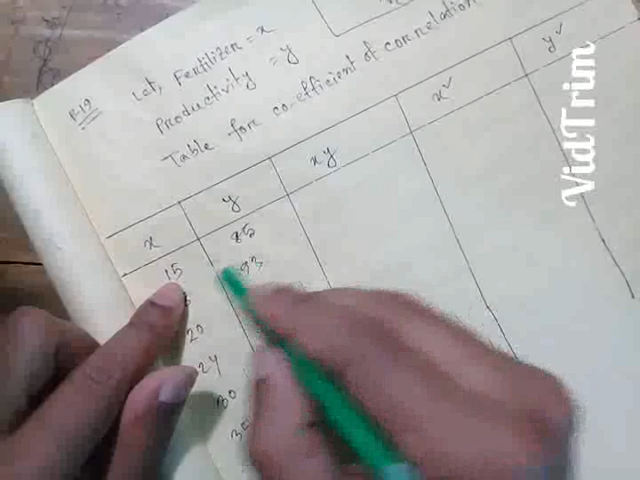 P-19
Let, Fertilizer = x
Productivity = y
Table for co-efficient of correlation
x y xy x² y²
15 85
93
20
24
30
VidTrim